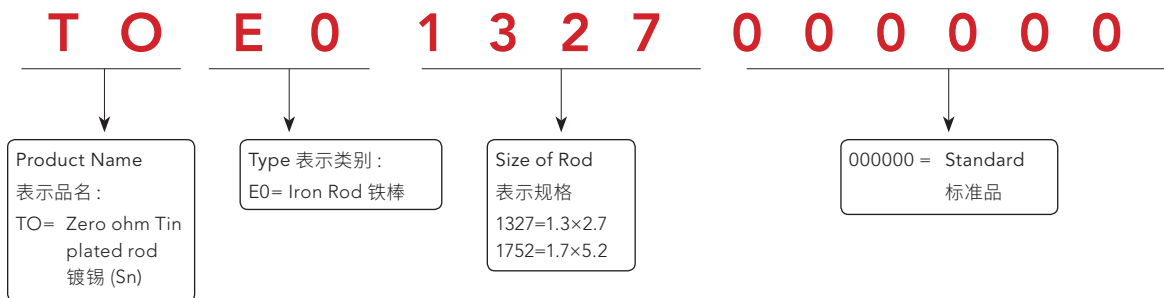 T O E 0 1 3 2 7 0 0 0 0 0 0
Product Name
表示品名 :
TO= Zero ohm Tin
plated rod
镀锡 (Sn)
Type 表示类别 :
E0= Iron Rod 铁棒
Size of Rod
表示规格
1327=1.3×2.7
1752=1.7×5.2
000000 = Standard
标准品